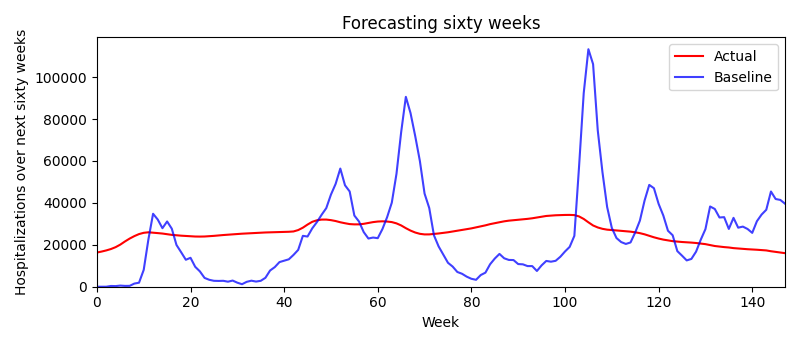 Forecasting sixty weeks
Hospitalizations over next sixty weeks
100000
80000
60000
40000
20000
0
Actual
Baseline
0 20 40 60 80 100 120 140
Week